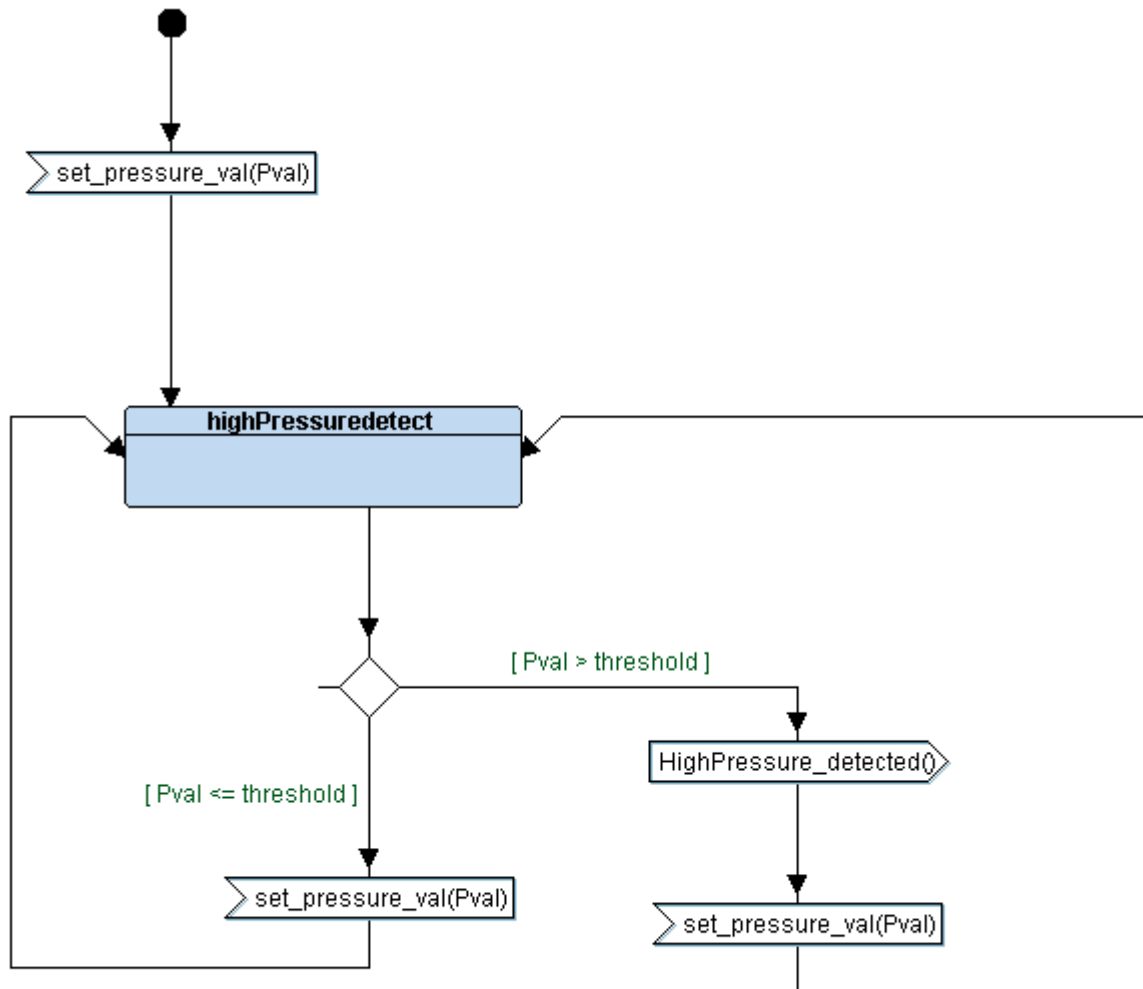 set_pressure_val(Pval)
highPressuredetect
[ Pval > threshold ]
HighPressure_detected()
[ Pval <= threshold ]
set_pressure_val(Pval)
set_pressure_val(Pval)